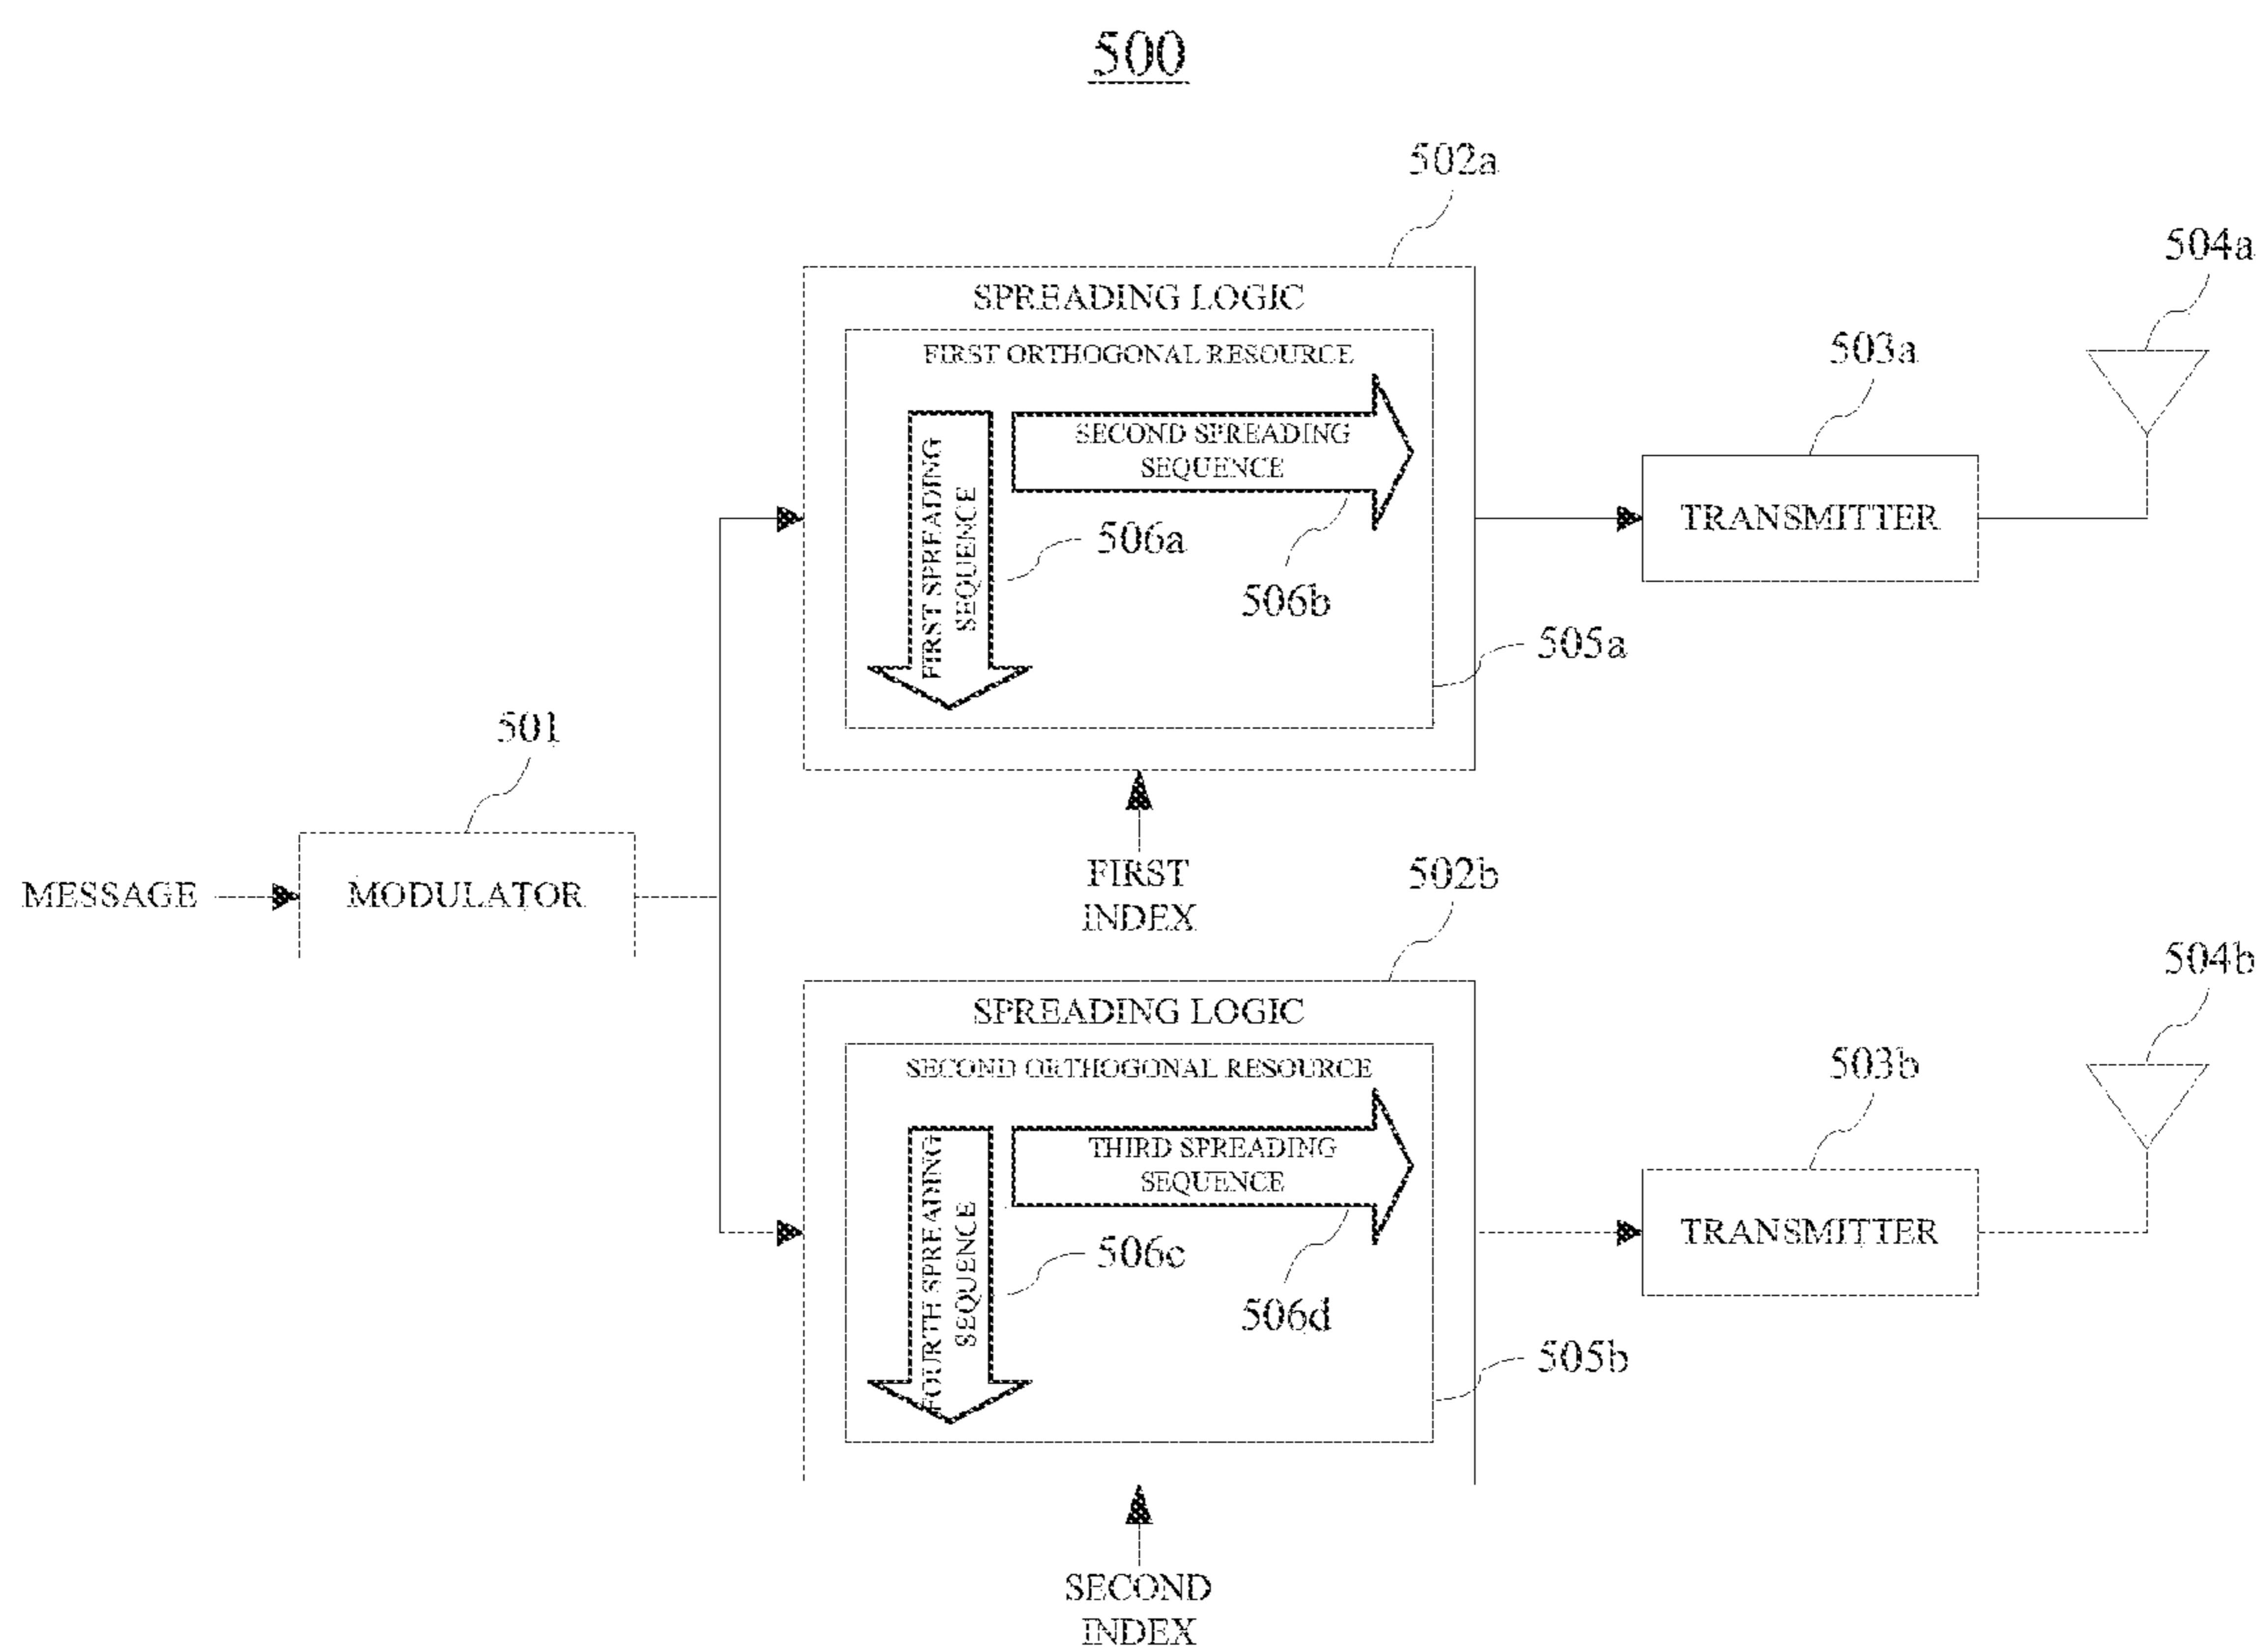 500
502a
504a
SPREADING LOGIC
FIRST ORTHOGONAL RESOURCE
503a
SECOND SPREADING
SEQUENCE
FIRST SPREADING
SEQUENCE
506a
506b
TRANSMITTER
505a
501
MESSAGE
MODULATOR
FIRST
INDEX
502b
504b
SPREADING LOGIC
SECOND ORTHOGONAL RESOURCE
503b
THIRD SPREADING
SEQUENCE
FOURTH SPREADING
SEQUENCE
506c
506d
TRANSMITTER
505b
SECOND
INDEX